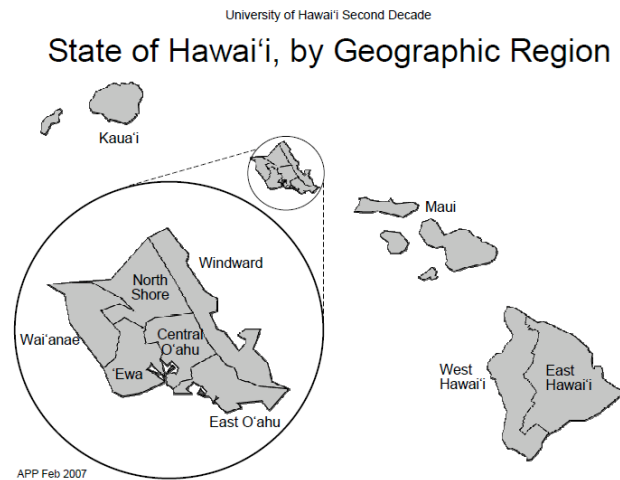 University of Hawaiʻi Second Decade
State of Hawaiʻi, by Geographic Region
Kauaʻi
Maui
Windward
North
Shore
Waiʻanae
Central
Oʻahu
ʻEwa
East Oʻahu
West
Hawaiʻi
East
Hawaiʻi
APP Feb 2007